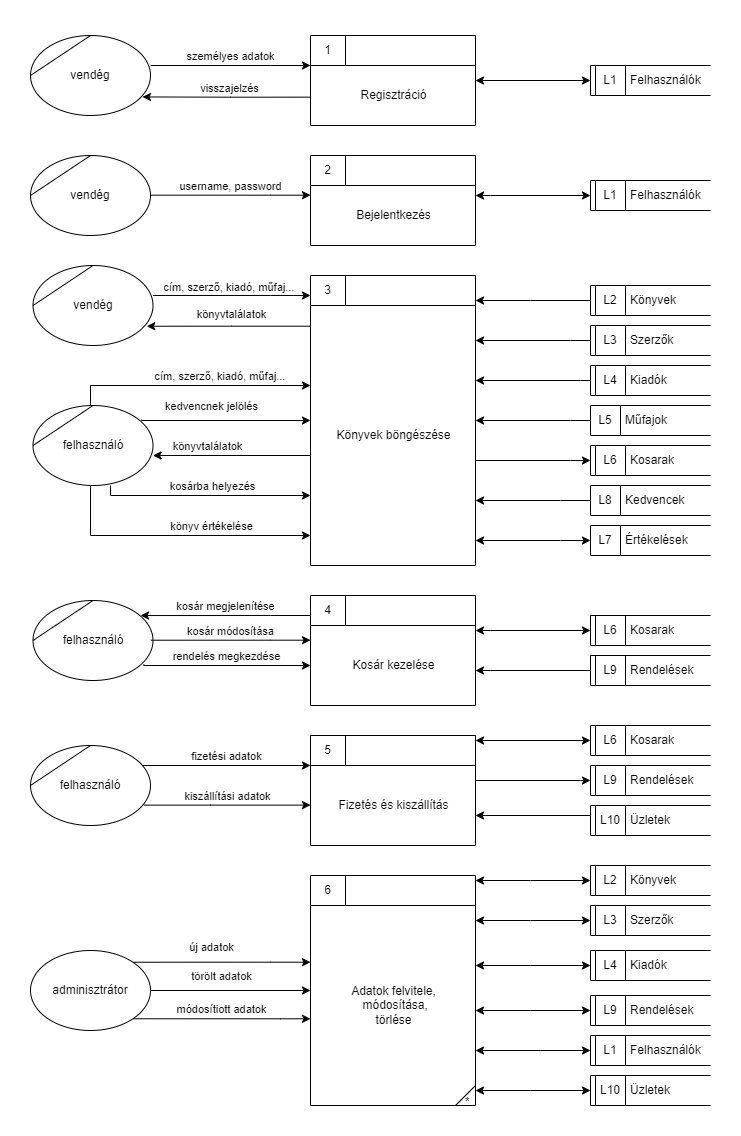 1
személyes adatok
vendég
visszajelzés
Regisztráció
L1 Felhasználók
2
username, password
vendég
Bejelentkezés
L1 Felhasználók
3
cím, szerző, kiadó, műfaj...
vendég
könyvtalálatok
cím, szerző, kiadó, műfaj...
kedvencnek jelölés
felhasználó
könyvtalálatok
kosárba helyezés
könyv értékelése
Könyvek böngészése
L2 Könyvek
L3 Szerzők
L4 Kiadók
L5 Műfajok
L6 Kosarak
L8 Kedvencek
L7 Értékelések
4
kosár megjelenítése
felhasználó
kosár módosítása
rendelés megkezdése
Kosár kezelése
L6 Kosarak
L9 Rendelések
5
fizetési adatok
felhasználó
kiszállítási adatok
Fizetés és kiszállítás
L6 Kosarak
L9 Rendelések
L10 Üzletek
6
új adatok
adminisztrátor
törölt adatok
módosítiott adatok
Adatok felvitele,
módosítása,
törlése
*
L2 Könyvek
L3 Szerzők
L4 Kiadók
L9 Rendelések
L1 Felhasználók
L10 Üzletek